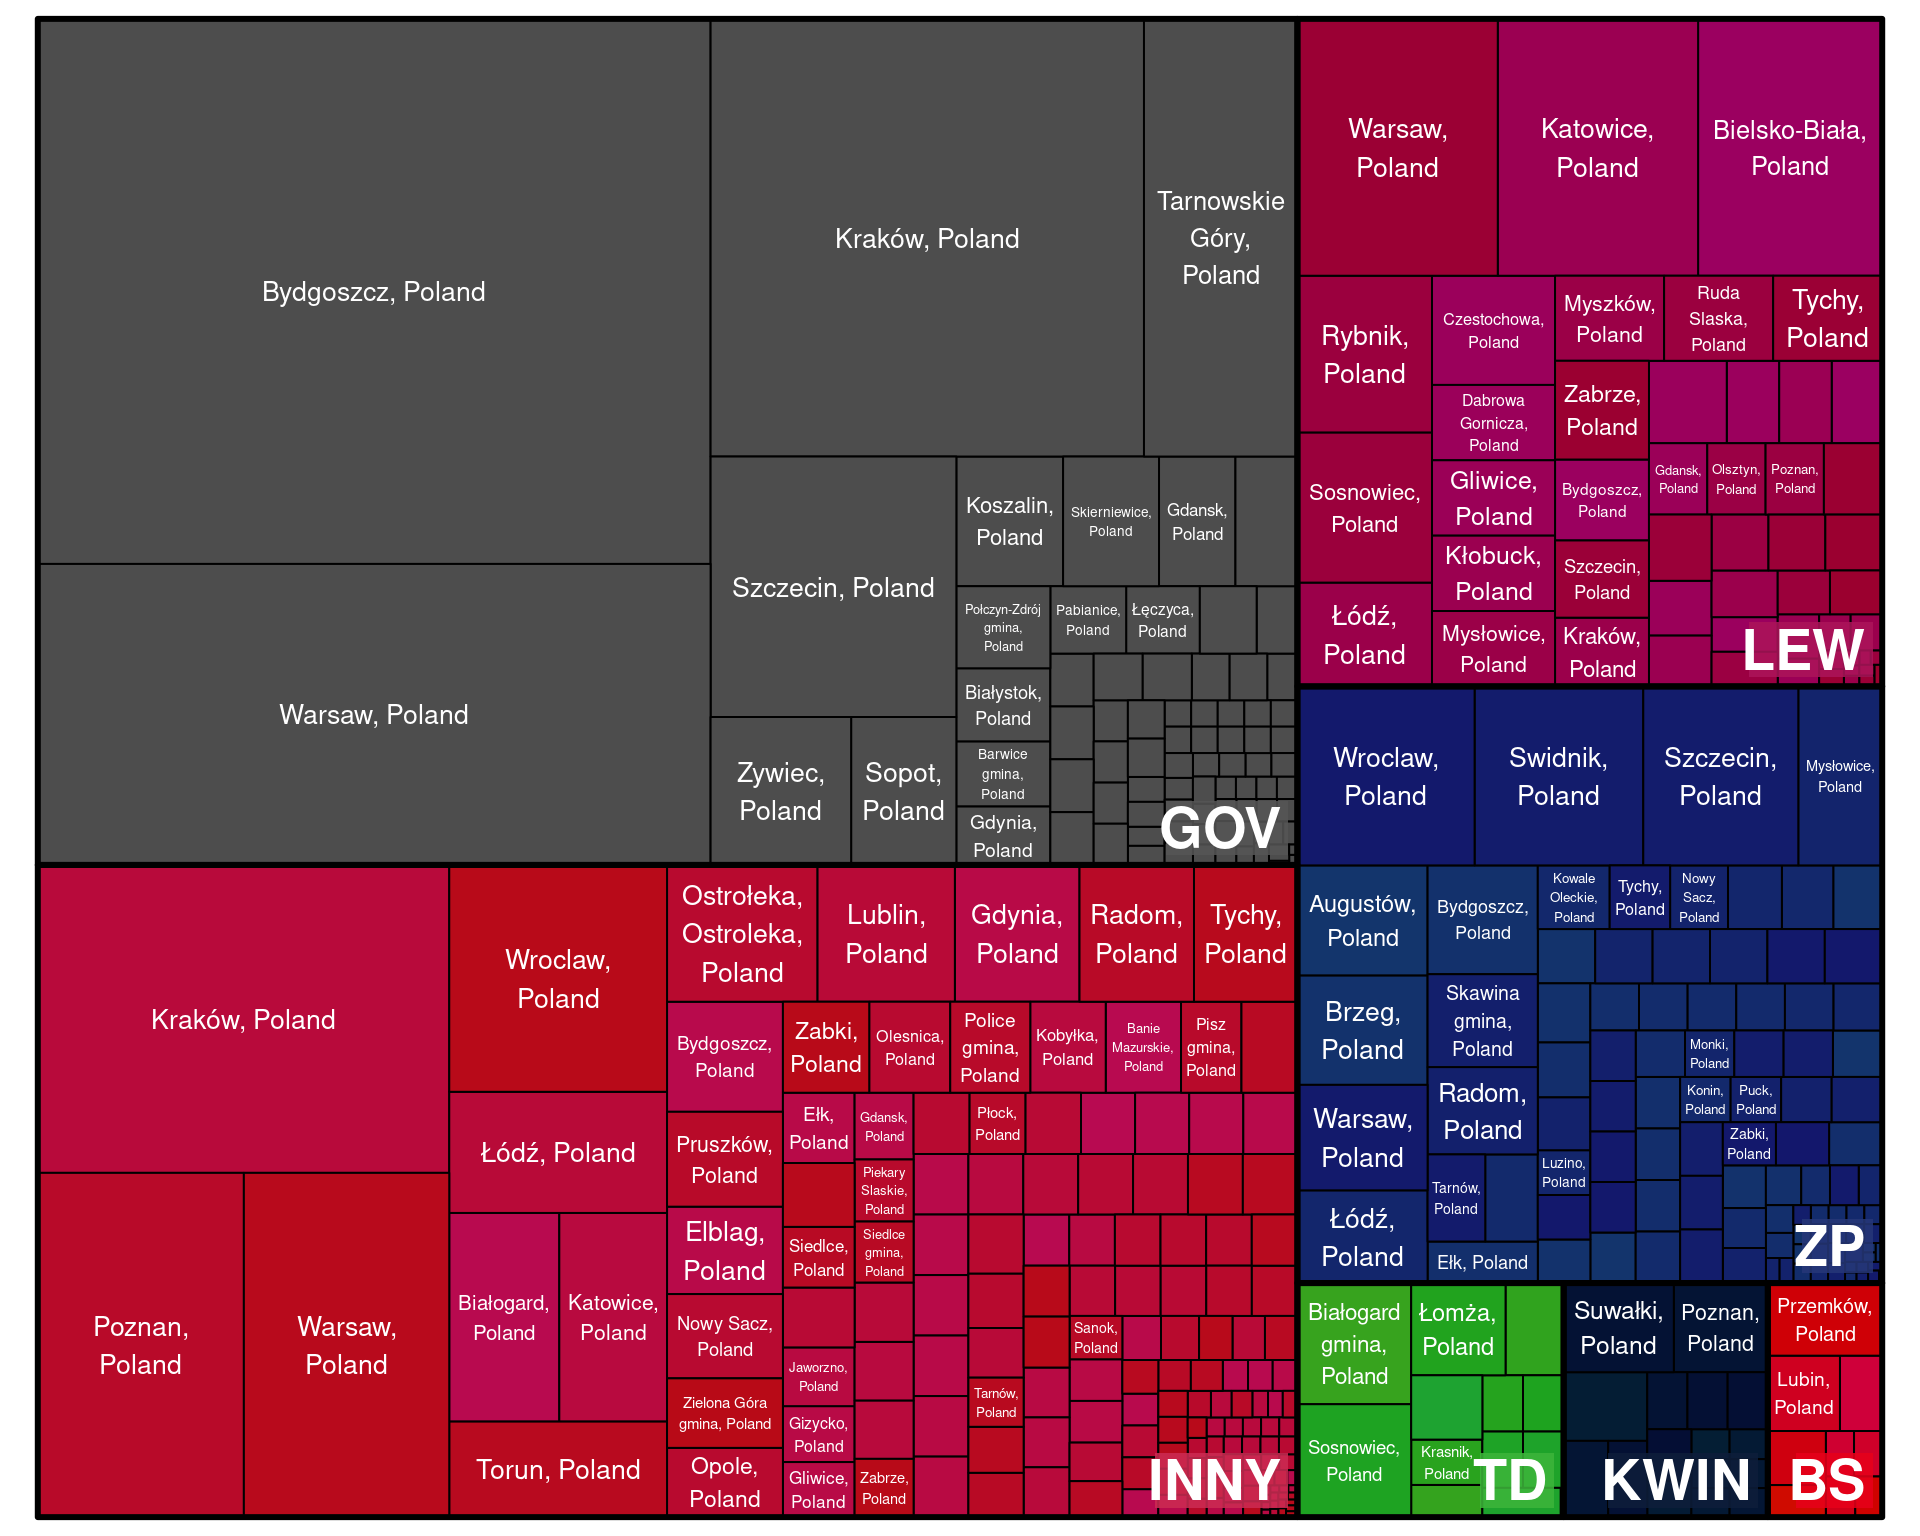 Bydgoszcz, Poland
Warsaw, Poland
Kraków, Poland
Tarnowskie
Góry,
Poland
Szczecin, Poland
Zywiec,
Poland
Sopot,
Poland
Koszalin,
Poland
Skierniewice,
Poland
Gdansk,
Poland
Połczyn-Zdrój
gmina,
Poland
Pabianice,
Poland
Łęczyca,
Poland
Białystok,
Poland
Barwice
gmina,
Poland
Gdynia,
Poland
GOV
Warsaw,
Poland
Katowice,
Poland
Bielsko-Biała,
Poland
Rybnik,
Poland
Sosnowiec,
Poland
Łódź,
Poland
Czestochowa,
Poland
Dabrowa
Gornicza,
Poland
Gliwice,
Poland
Kłobuck,
Poland
Mysłowice,
Poland
Myszków,
Poland
Ruda
Slaska,
Poland
Tychy,
Poland
Zabrze,
Poland
Bydgoszcz,
Poland
Szczecin,
Poland
Kraków,
Poland
Gdansk,
Poland
Olsztyn,
Poland
Poznan,
Poland
LEW
Wroclaw,
Poland
Swidnik,
Poland
Szczecin,
Poland
Mysłowice,
Poland
Augustów,
Poland
Brzeg,
Poland
Warsaw,
Poland
Łódź,
Poland
Bydgoszcz,
Poland
Skawina
gmina,
Poland
Radom,
Poland
Tarnów,
Poland
Ełk, Poland
Kowale
Oleckie,
Poland
Tychy,
Poland
Nowy
Sacz,
Poland
Monki,
Poland
Konin,
Poland
Puck,
Poland
Zabki,
Poland
Luzino,
Poland
ZP
Kraków, Poland
Poznan,
Poland
Warsaw,
Poland
Wroclaw,
Poland
Łódź, Poland
Białogard,
Poland
Katowice,
Poland
Torun, Poland
Ostrołeka,
Ostroleka,
Poland
Lublin,
Poland
Gdynia,
Poland
Radom,
Poland
Tychy,
Poland
Bydgoszcz,
Poland
Pruszków,
Poland
Elblag,
Poland
Nowy Sacz,
Poland
Zielona Góra
gmina, Poland
Opole,
Poland
Zabki,
Poland
Olesnica,
Poland
Police
gmina,
Poland
Kobyłka,
Poland
Banie
Mazurskie,
Poland
Pisz
gmina,
Poland
Ełk,
Poland
Gdansk,
Poland
Płock,
Poland
Piekary
Slaskie,
Poland
Siedlce,
Poland
Siedlce
gmina,
Poland
Jaworzno,
Poland
Gizycko,
Poland
Gliwice,
Poland
Zabrze,
Poland
Sanok,
Poland
Tarnów,
Poland
INNY
Białogard
gmina,
Poland
Łomża,
Poland
Sosnowiec,
Poland
Krasnik,
Poland
TD
Suwałki,
Poland
Poznan,
Poland
KWIN
Przemków,
Poland
Lubin,
Poland
BS